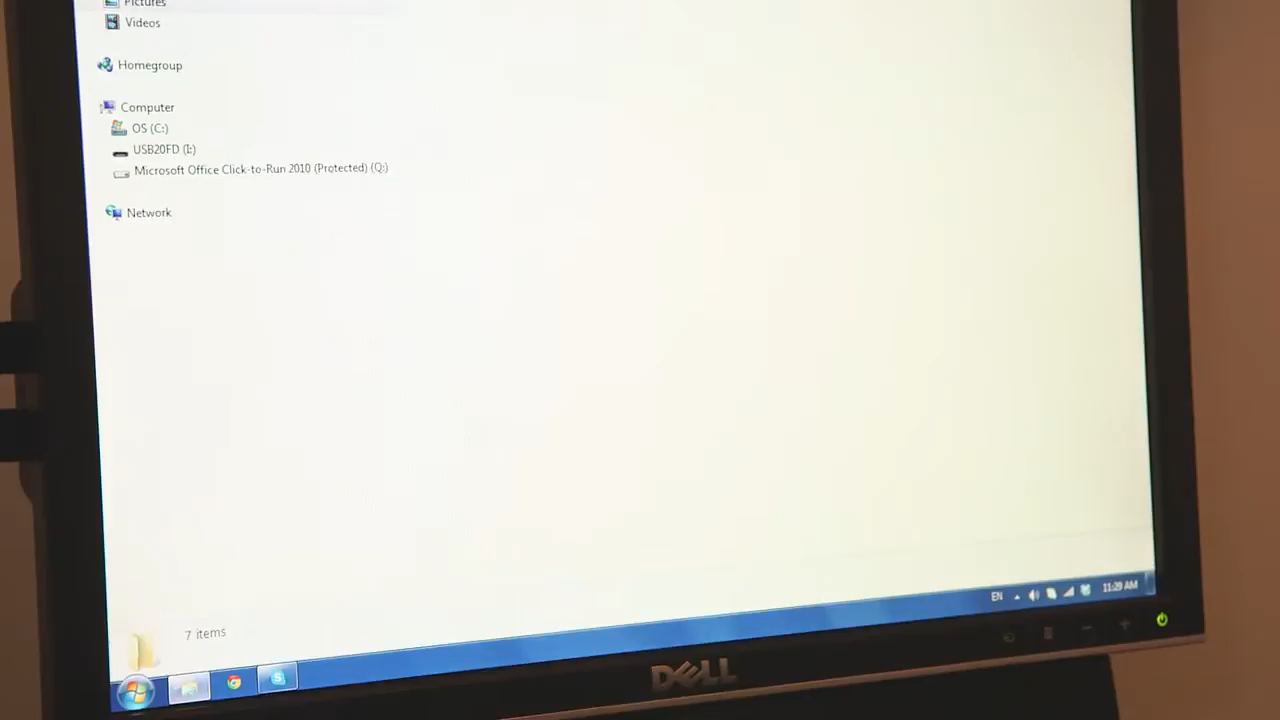 Pictures
Videos
Homegroup
Computer
OS (C:)
USB20FD (I:)
Microsoft Office Click-to-Run 2010 (Protected) (Q:)
Network
7 items
EN
11:29 AM
DELL